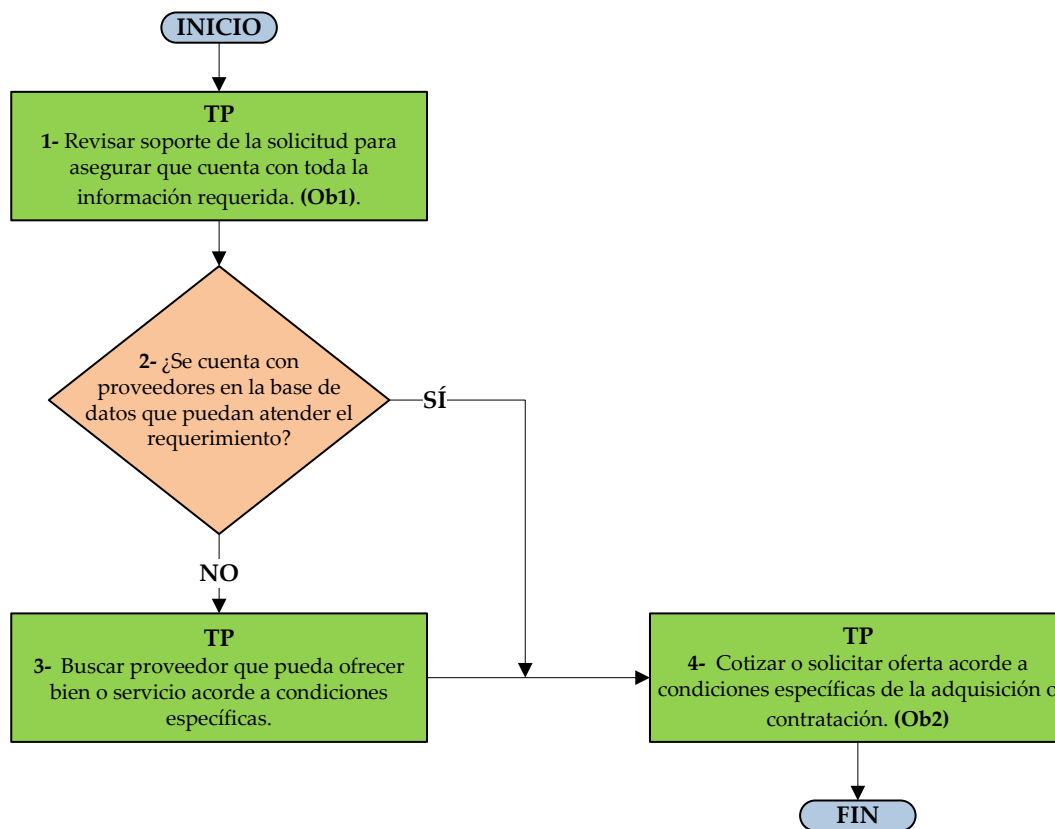 INICIO
TP
1- Revisar soporte de la solicitud para
asegurar que cuenta con toda la
información requerida. (Ob1).
2- ¿Se cuenta con
proveedores en la base de
datos que puedan atender el
requerimiento?
SÍ
NO
TP
3- Buscar proveedor que pueda ofrecer
bien o servicio acorde a condiciones
específicas.
TP
4- Cotizar o solicitar oferta acorde a
condiciones específicas de la adquisición o
contratación. (Ob2)
FIN